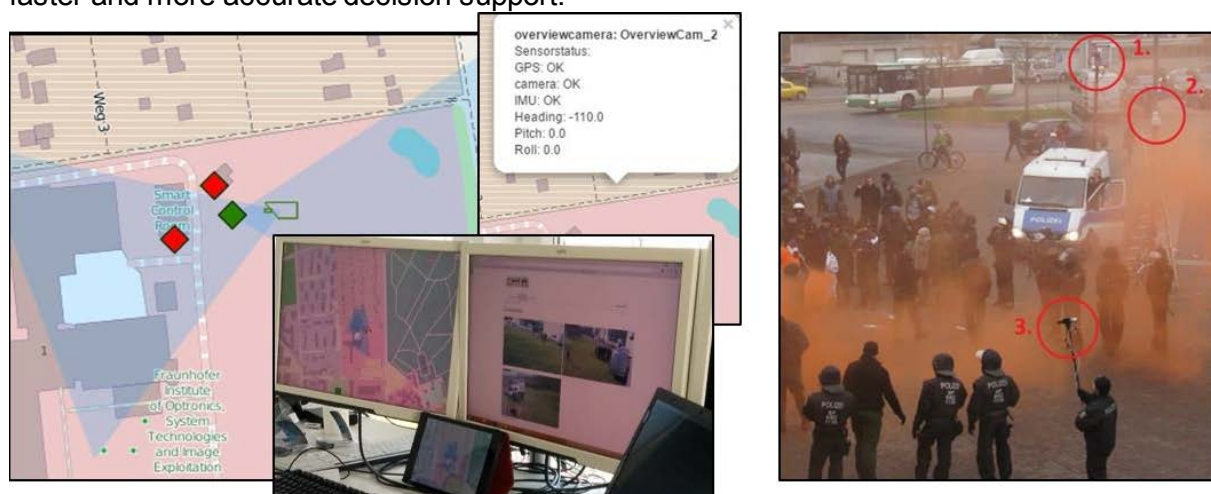 faster and more accurate decision support.
overviewcamera: OverviewCam_2
Sensorstatus:
GPS: OK
camera: OK
IMU: OK
Heading: -110.0
Pitch: 0.0
Roll: 0.0
Weg 3
Smart
Control
Room
1
Fraunhofer
Institute
of Optronics,
System
Technologies
and Image
Exploitation
1.
2.
3.
POLIZEI
POLIZEI
POLIZEI
POLIZEI